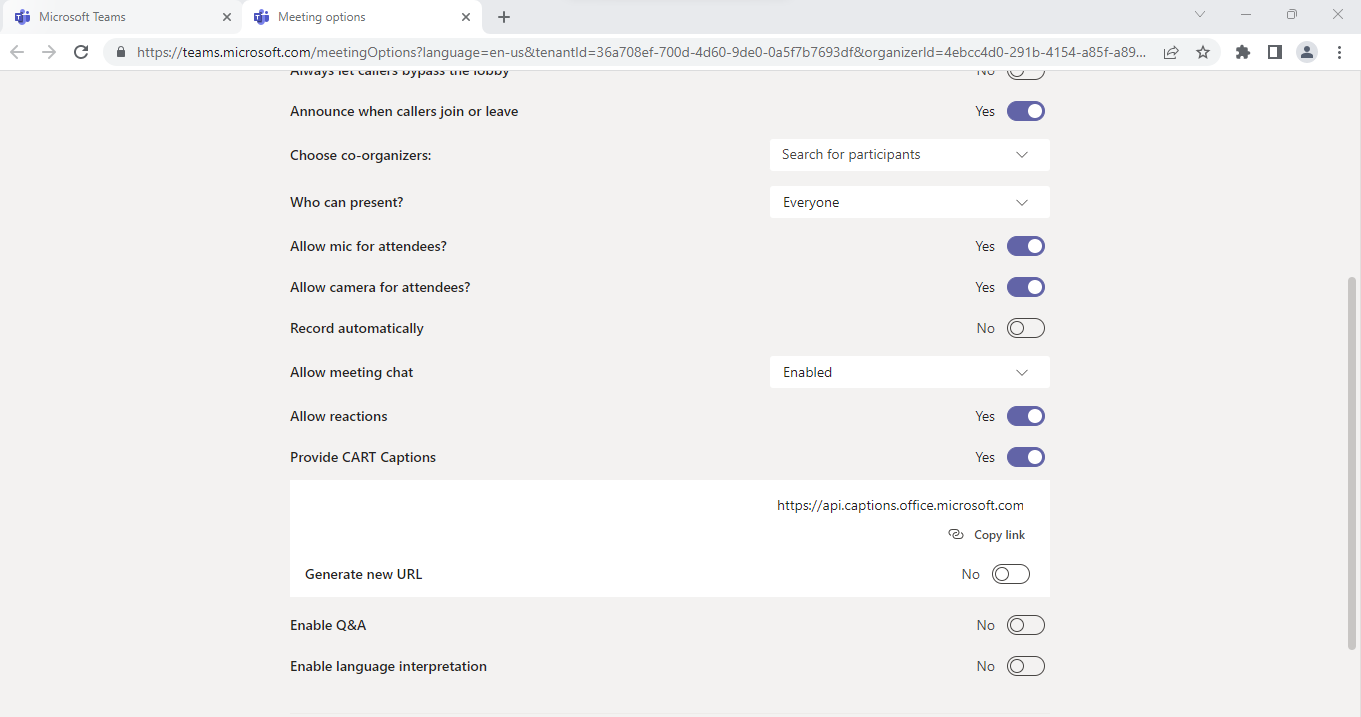 Microsoft Teams
Meeting options
https://teams.microsoft.com/meetingOptions?language=en-us&tenantId=36a708ef-700d-4d60-9de0-0a5f7b7693df&organizerId=4ebcc4d0-291b-4154-a85f-a89...
Always let callers bypass the lobby No
Announce when callers join or leave Yes
Choose co-organizers: Search for participants
Who can present? Everyone
Allow mic for attendees? Yes
Allow camera for attendees? Yes
Record automatically No
Allow meeting chat Enabled
Allow reactions Yes
Provide CART Captions Yes
https://api.captions.office.microsoft.com
Copy link
Generate new URL No
Enable Q&A No
Enable language interpretation No